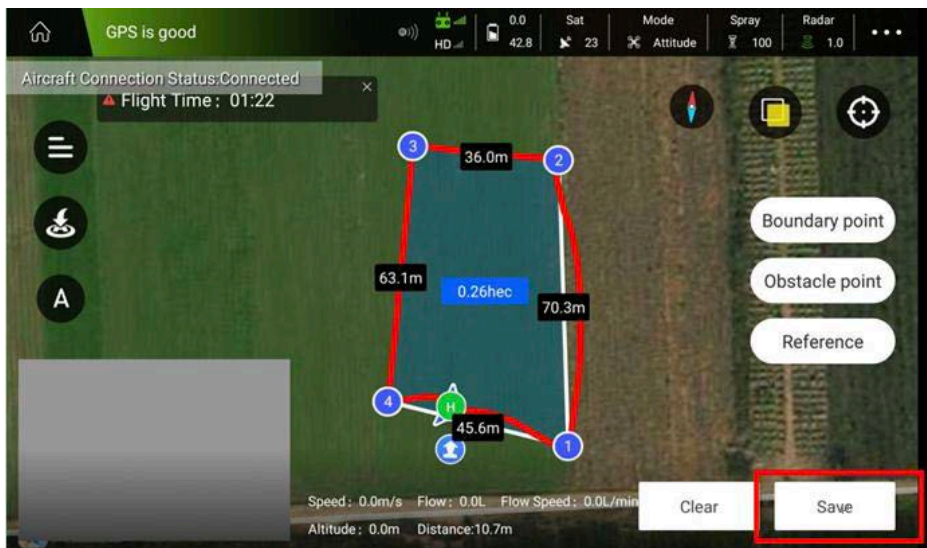 GPS is good
HD
0.0
42.8
Sat
23
Mode
Attitude
Spray
100
Radar
1.0
Aircraft Connection Status:Connected
Flight Time : 01:22
×
A
3
36.0m
2
63.1m
0.26hec
70.3m
4
H
45.6m
1
Boundary point
Obstacle point
Reference
Speed : 0.0m/s Flow : 0.0L Flow Speed : 0.0L/min
Altitude : 0.0m Distance:10.7m
Clear
Save